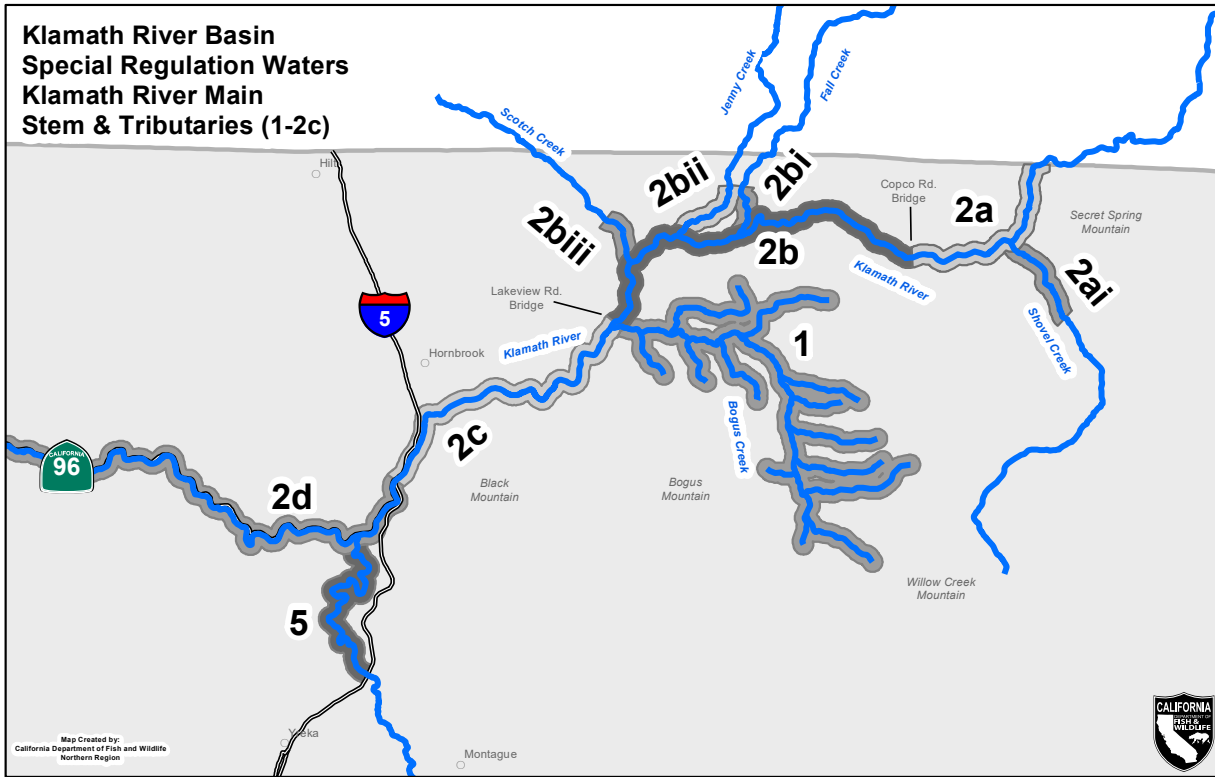 Klamath River Basin
Special Regulation Waters
Klamath River Main
Stem & Tributaries (1-2c)
Jenny Creek
Fall Creek
Scotch Creek
Hilt
2bii
2bi
Copco Rd.
Bridge
2a
Secret Spring
Mountain
2biii
2b
Klamath River
2ai
Lakeview Rd.
Bridge
5
Shovel Creek
Klamath River
Hornbrook
1
Bogus Creek
2c
CALIFORNIA
96
2d
Black
Mountain
Bogus
Mountain
Willow Creek
Mountain
5
Yreka
Montague
Map Created by:
California Department of Fish and Wildlife
Northern Region
CALIFORNIA
DEPARTMENT OF
FISH &
WILDLIFE